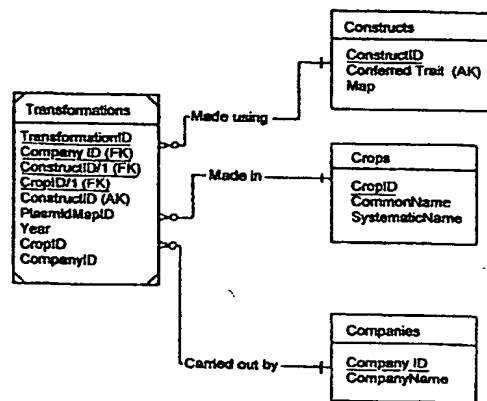 Constructs
ConstructID
Conferred Trait (AK)
Map
Made using
Transformations
TransformationID
Company ID (FK)
ConstructID/1 (FK)
CropID/1 (FK)
ConstructID (AK)
PlasmidMapID
Year
CropID
CompanyID
Made in
Crops
CropID
CommonName
SystematicName
Carried out by
Companies
Company ID
CompanyName